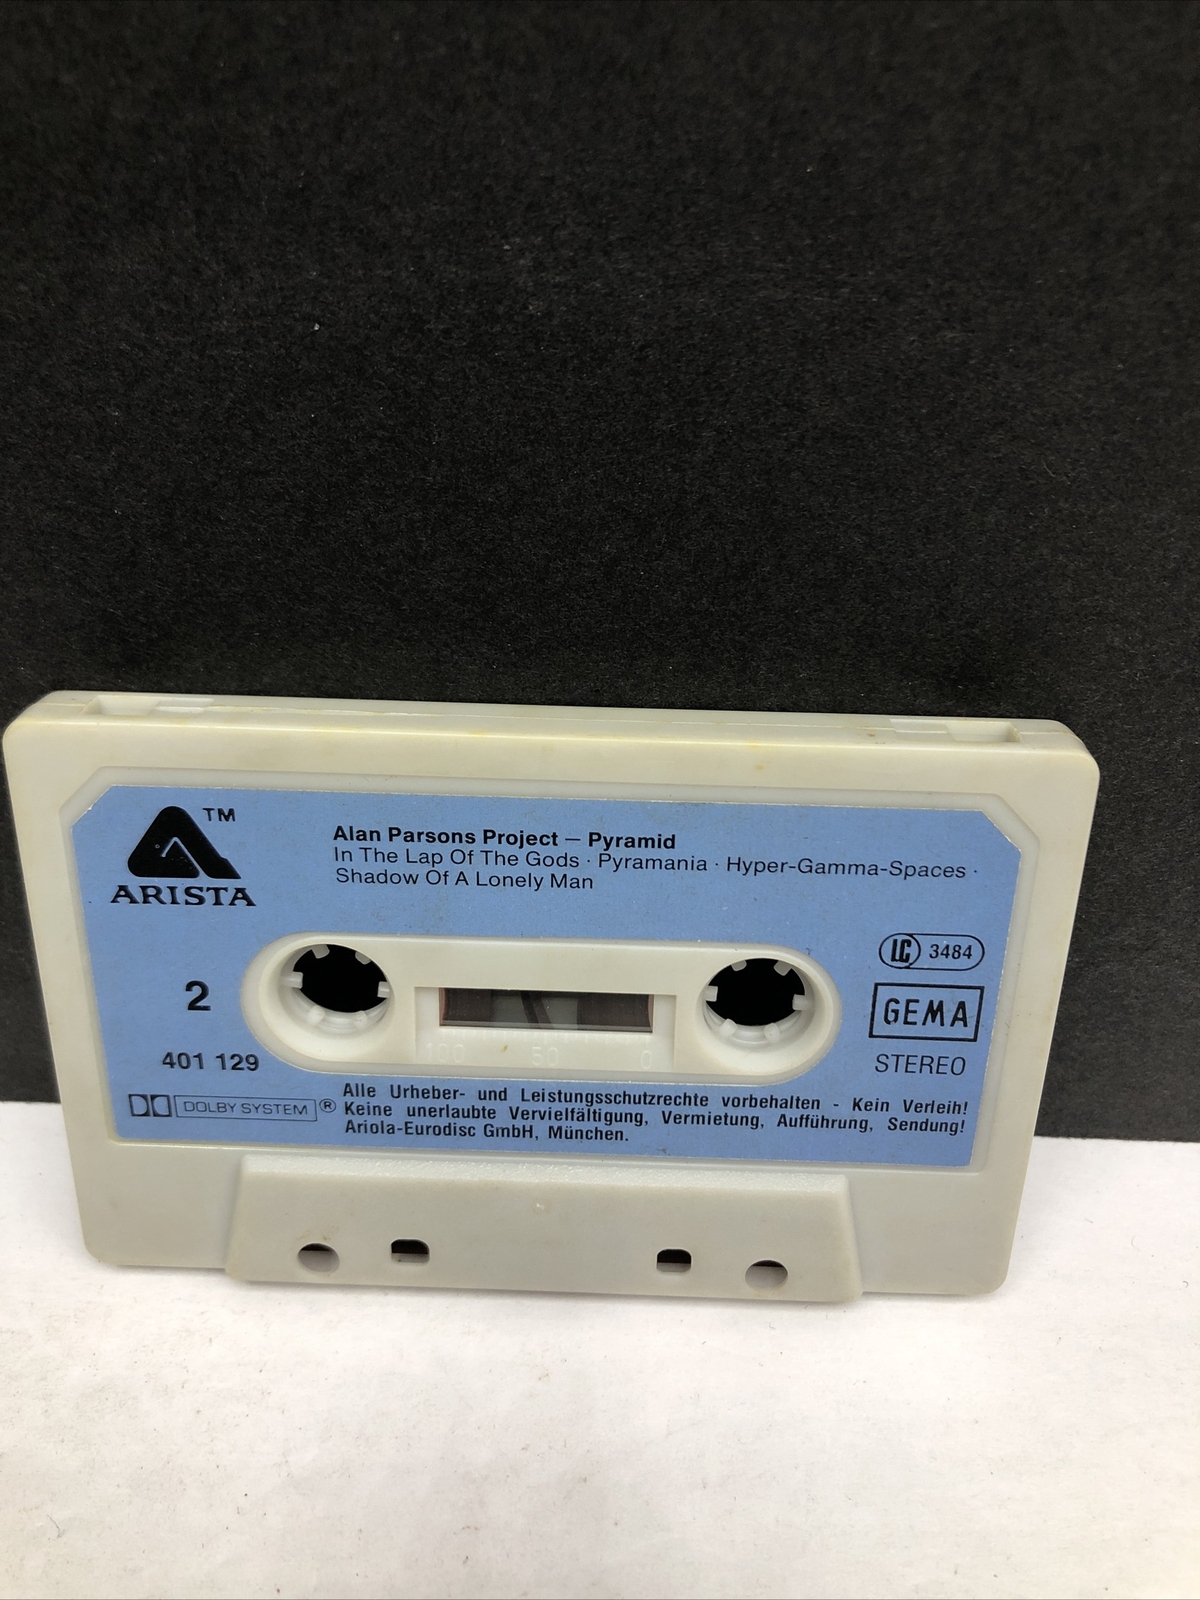 TM
ARISTA
Alan Parsons Project – Pyramid
In The Lap Of The Gods · Pyramania · Hyper-Gamma-Spaces ·
Shadow Of A Lonely Man
LC 3484
2
GEMA
100 50 0
401 129
STEREO
DOLBY SYSTEM ®
Alle Urheber- und Leistungsschutzrechte vorbehalten - Kein Verleih!
Keine unerlaubte Vervielfältigung, Vermietung, Aufführung, Sendung!
Ariola-Eurodisc GmbH, München.